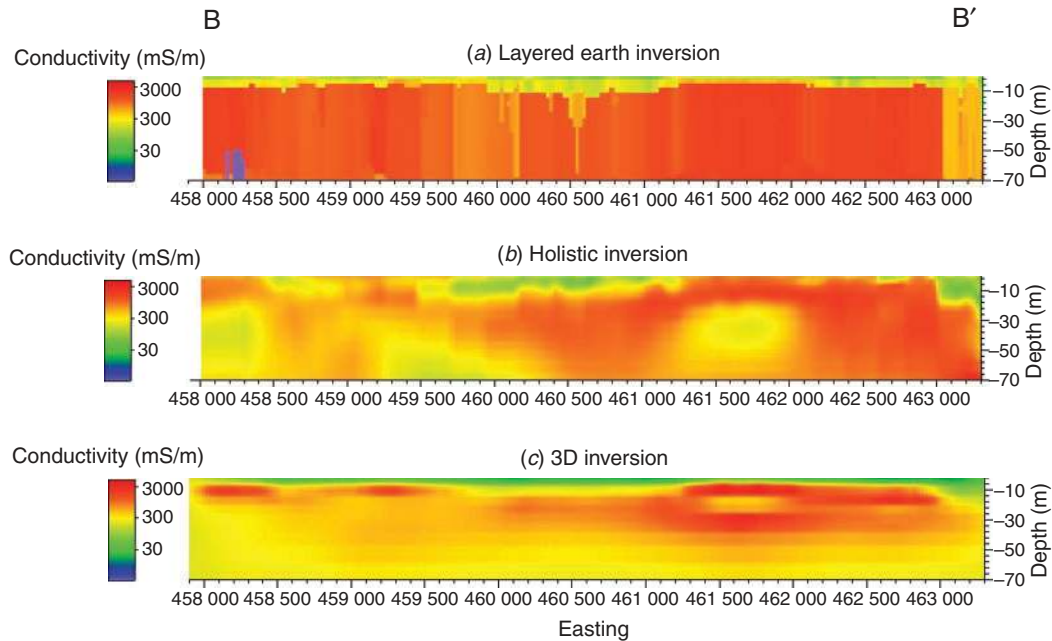 B B′
Conductivity (mS/m) (a) Layered earth inversion
3000
300
30
–10
–30
–50
–70
Depth (m)
458 000 458 500 459 000 459 500 460 000 460 500 461 000 461 500 462 000 462 500 463 000
Conductivity (mS/m) (b) Holistic inversion
3000
300
30
–10
–30
–50
–70
Depth (m)
458 000 458 500 459 000 459 500 460 000 460 500 461 000 461 500 462 000 462 500 463 000
Conductivity (mS/m) (c) 3D inversion
3000
300
30
–10
–30
–50
–70
Depth (m)
458 000 458 500 459 000 459 500 460 000 460 500 461 000 461 500 462 000 462 500 463 000
Easting